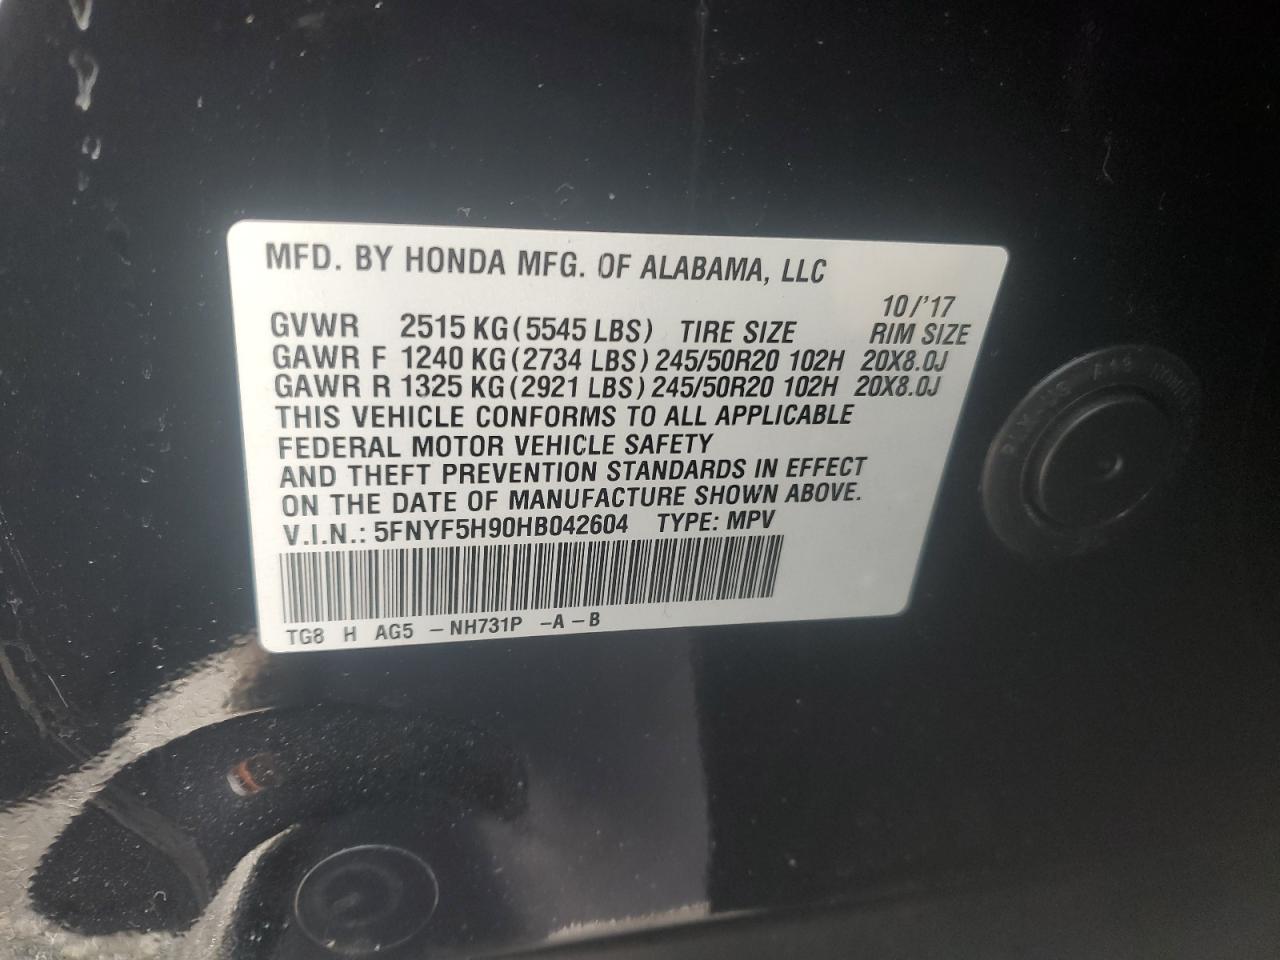 MFD. BY HONDA MFG. OF ALABAMA, LLC
10/'17
GVWR 2515 KG (5545 LBS) TIRE SIZE RIM SIZE
GAWR F 1240 KG (2734 LBS) 245/50R20 102H 20X8.0J
GAWR R 1325 KG (2921 LBS) 245/50R20 102H 20X8.0J
THIS VEHICLE CONFORMS TO ALL APPLICABLE
FEDERAL MOTOR VEHICLE SAFETY
AND THEFT PREVENTION STANDARDS IN EFFECT
ON THE DATE OF MANUFACTURE SHOWN ABOVE.
V.I.N.: 5FNYF5H90HB042604 TYPE: MPV
TG8 H AG5 -NH731P -A-B